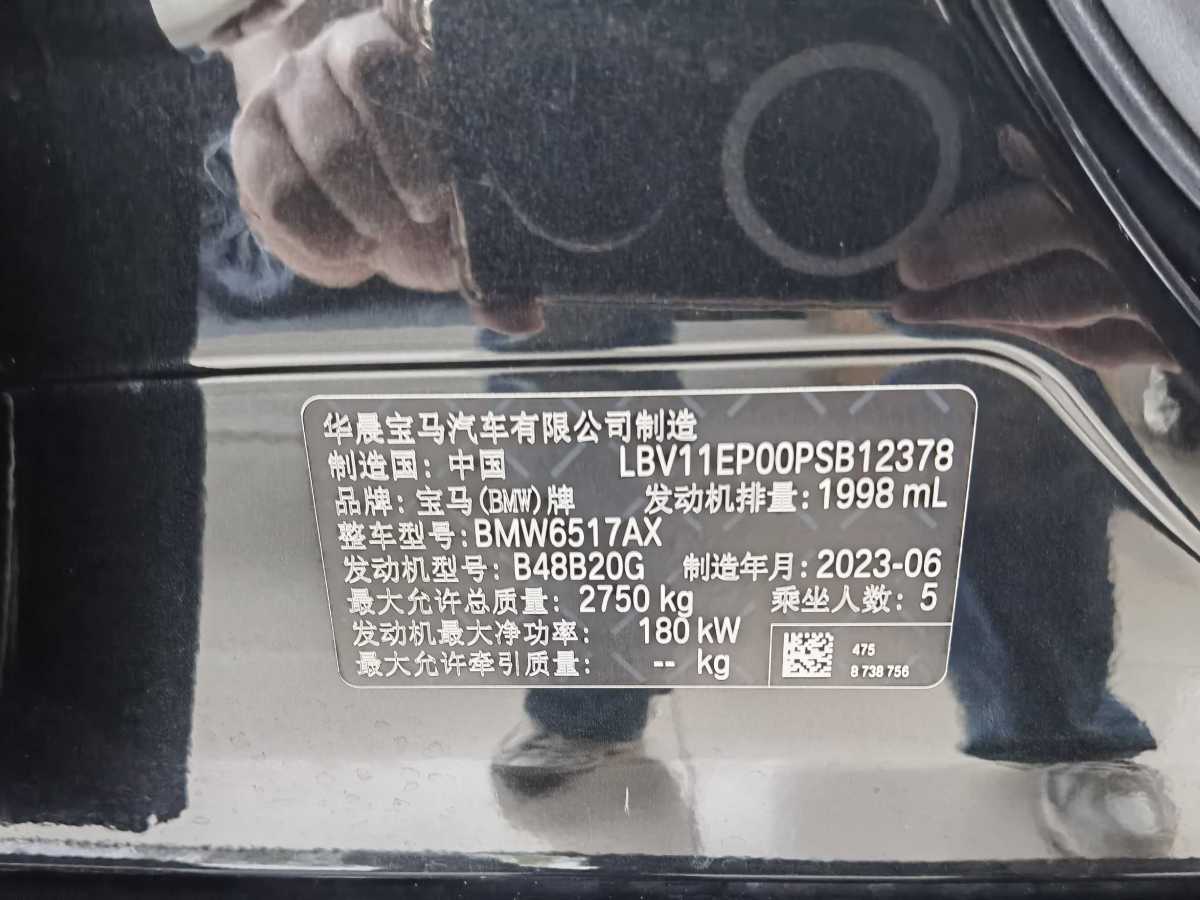 华晨宝马汽车有限公司制造
制造国：中国 LBV11EP00PSB12378
品牌：宝马(BMW)牌 发动机排量：1998 mL
整车型号：BMW6517AX
发动机型号：B48B20G 制造年月：2023-06
最大允许总质量：2750 kg 乘坐人数：5
发动机最大净功率：180 kW
最大允许牵引质量：-- kg
475
8 738 756